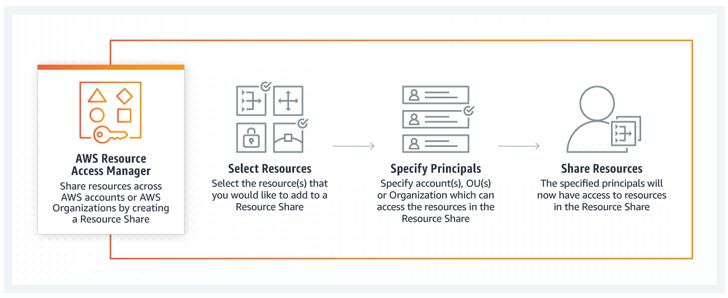 AWS Resource
Access Manager
Share resources across
AWS accounts or AWS
Organizations by creating
a Resource Share
Select Resources
Select the resource(s) that
you would like to add to a
Resource Share
Specify Principals
Specify account(s), OU(s)
or Organization which can
access the resources in the
Resource Share
Share Resources
The specified principals will
now have access to resources
in the Resource Share